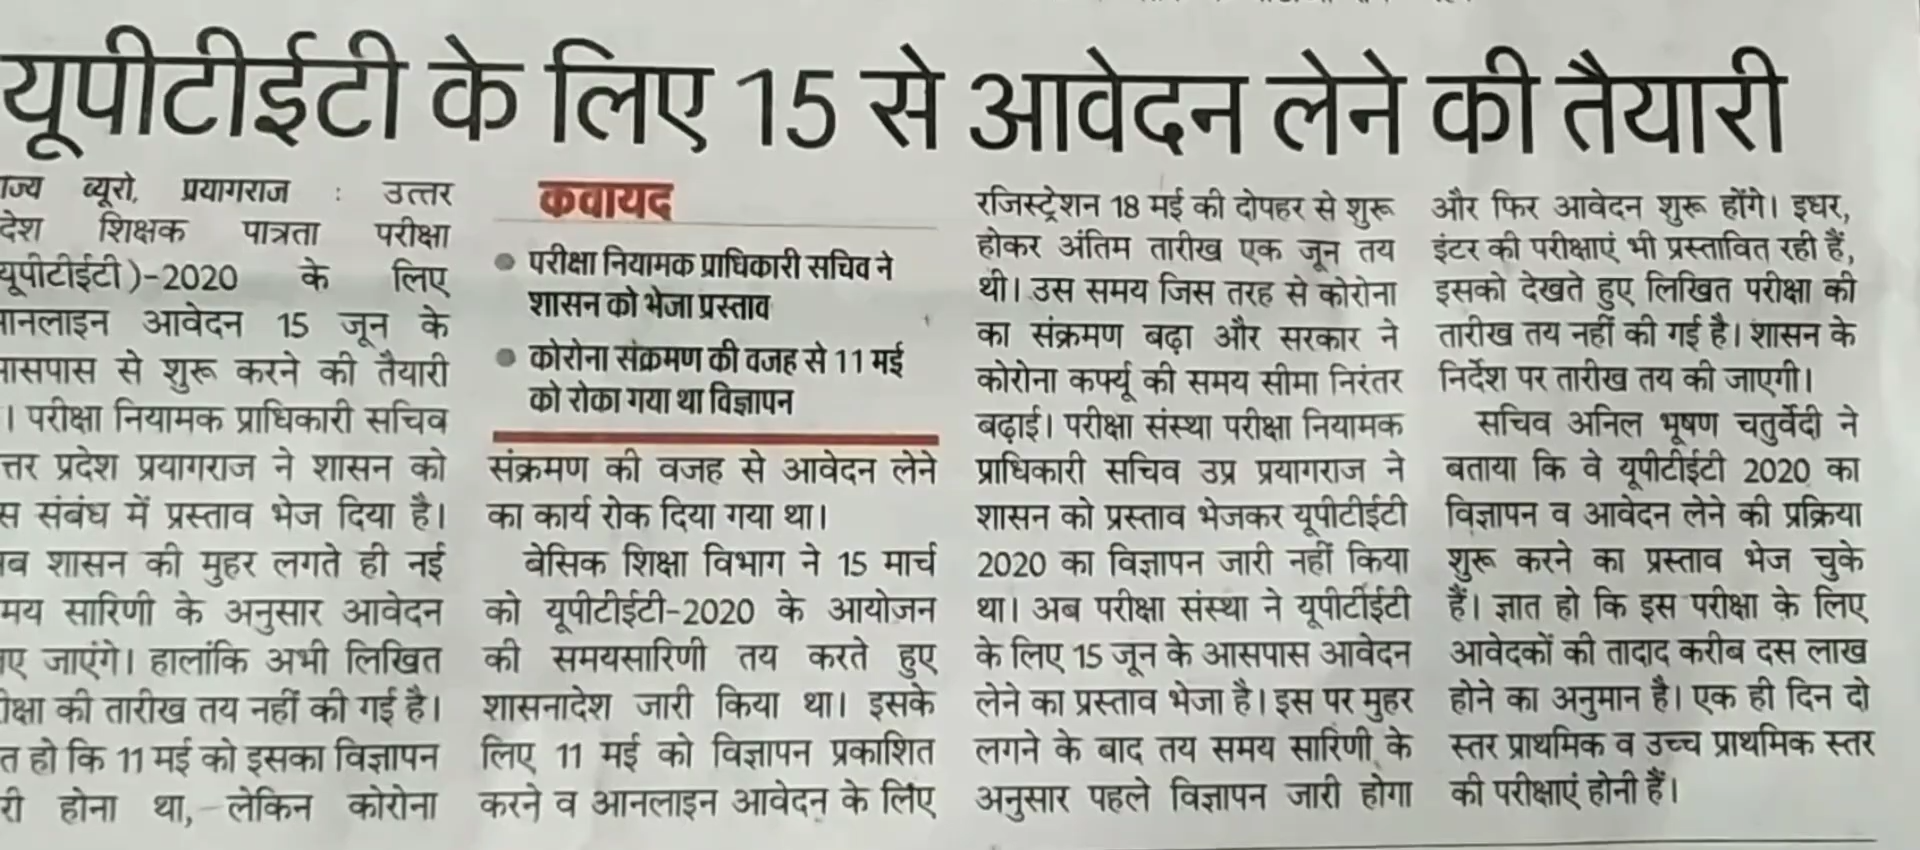 यूपीटीईटी के लिए 15 से आवेदन लेने की तैयारी
ब्यूरो, प्रयागराज : उत्तर
शिक्षक पात्रता परीक्षा
(यूपीटीईटी)-2020 के लिए
आवेदन 15 जून के
से शुरू करने की तैयारी
। परीक्षा नियामक प्राधिकारी सचिव
प्रदेश प्रयागराज ने शासन को
संबंध में प्रस्ताव भेज दिया है।
शासन की मुहर लगते ही नई
सारिणी के अनुसार आवेदन
जाएंगे। हालांकि अभी लिखित
की तारीख तय नहीं की गई है।
हो कि 11 मई को इसका विज्ञापन
होना था, लेकिन कोरोना
कवायद
● परीक्षा नियामक प्राधिकारी सचिव ने
शासन को भेजा प्रस्ताव
● कोरोना संक्रमण की वजह से 11 मई
को रोका गया था विज्ञापन
संक्रमण की वजह से आवेदन लेने
का कार्य रोक दिया गया था।
बेसिक शिक्षा विभाग ने 15 मार्च
को यूपीटीईटी-2020 के आयोजन
की समयसारिणी तय करते हुए
शासनादेश जारी किया था। इसके
लिए 11 मई को विज्ञापन प्रकाशित
करने व आनलाइन आवेदन के लिए
रजिस्ट्रेशन 18 मई की दोपहर से शुरू
होकर अंतिम तारीख एक जून तय
थी। उस समय जिस तरह से कोरोना
का संक्रमण बढ़ा और सरकार ने
कोरोना कर्फ्यू की समय सीमा निरंतर
बढ़ाई। परीक्षा संस्था परीक्षा नियामक
प्राधिकारी सचिव उप्र प्रयागराज ने
शासन को प्रस्ताव भेजकर यूपीटीईटी
2020 का विज्ञापन जारी नहीं किया
था। अब परीक्षा संस्था ने यूपीटीईटी
के लिए 15 जून के आसपास आवेदन
लेने का प्रस्ताव भेजा है। इस पर मुहर
लगने के बाद तय समय सारिणी के
अनुसार पहले विज्ञापन जारी होगा
और फिर आवेदन शुरू होंगे। इधर,
इंटर की परीक्षाएं भी प्रस्तावित रही हैं,
इसको देखते हुए लिखित परीक्षा की
तारीख तय नहीं की गई है। शासन के
निर्देश पर तारीख तय की जाएगी।
सचिव अनिल भूषण चतुर्वेदी ने
बताया कि वे यूपीटीईटी 2020 का
विज्ञापन व आवेदन लेने की प्रक्रिया
शुरू करने का प्रस्ताव भेज चुके
हैं। ज्ञात हो कि इस परीक्षा के लिए
आवेदकों की तादाद करीब दस लाख
होने का अनुमान है। एक ही दिन दो
स्तर प्राथमिक व उच्च प्राथमिक स्तर
की परीक्षाएं होनी हैं।